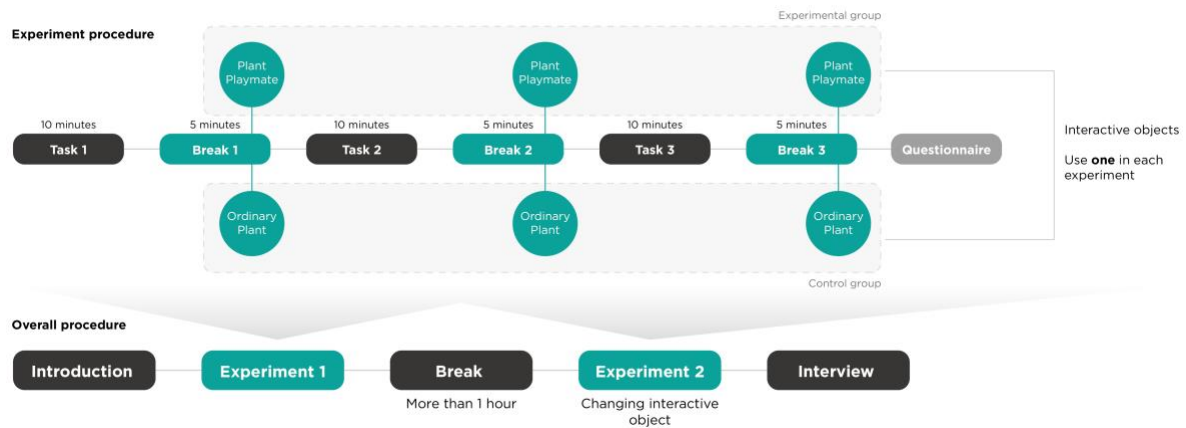 Experimental group
Experiment procedure
Plant
Playmate
Plant
Playmate
Plant
Playmate
10 minutes
5 minutes
10 minutes
5 minutes
10 minutes
5 minutes
Task 1
Break 1
Task 2
Break 2
Task 3
Break 3
Questionnaire
Interactive objects
Use one in each
experiment
Ordinary
Plant
Ordinary
Plant
Ordinary
Plant
Control group
Overall procedure
Introduction
Experiment 1
Break
Experiment 2
Interview
More than 1 hour
Changing interactive
object